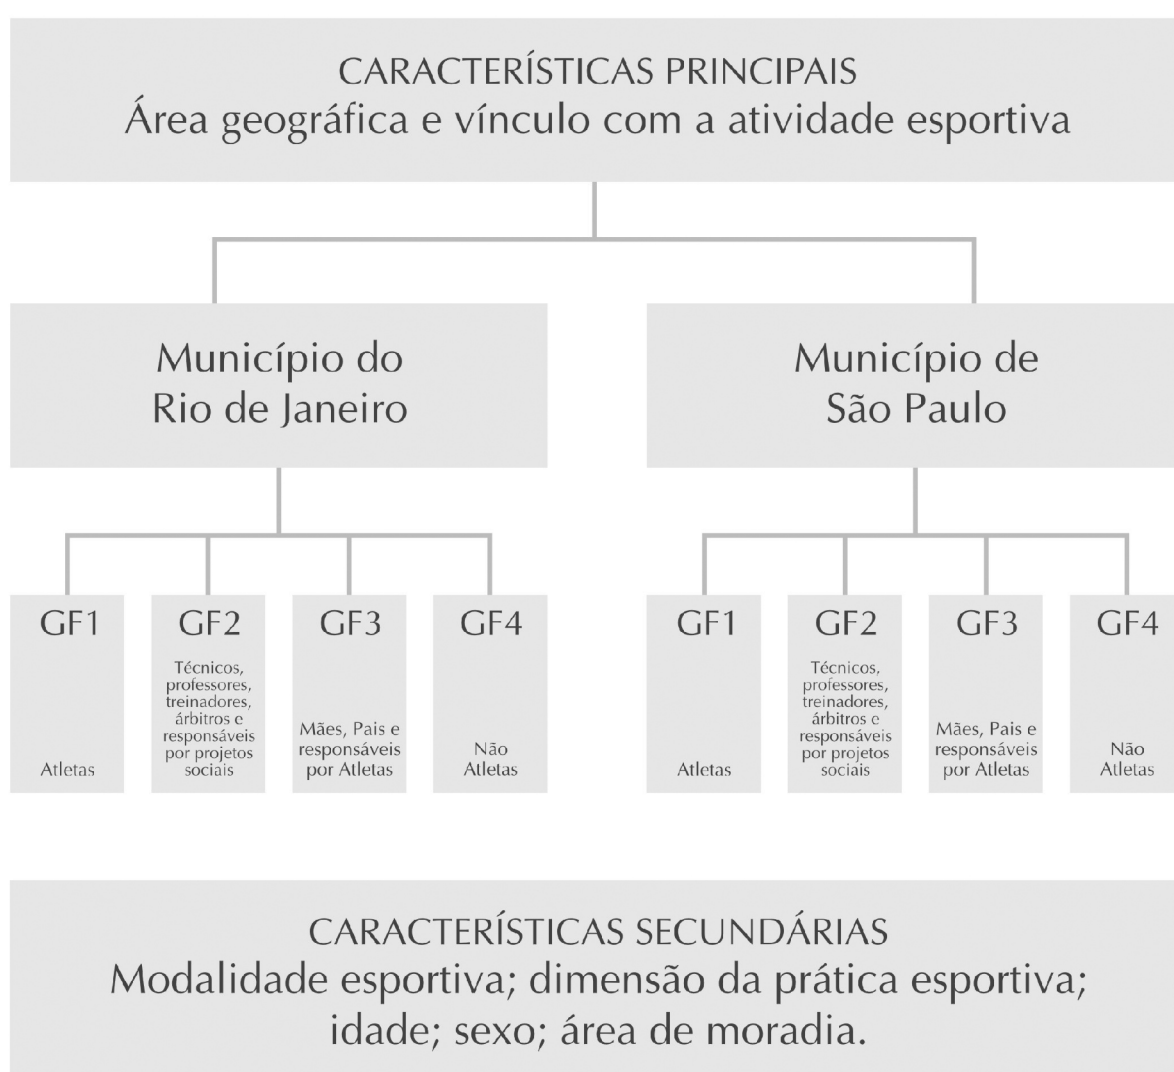 CARACTERÍSTICAS PRINCIPAIS
Área geográfica e vínculo com a atividade esportiva
Município do
Rio de Janeiro
Município de
São Paulo
GF1
Atletas
GF2
Técnicos,
professores,
treinadores,
árbitros e
responsáveis
por projetos
sociais
GF3
Mães, Pais e
responsáveis
por Atletas
GF4
Não
Atletas
GF1
Atletas
GF2
Técnicos,
professores,
treinadores,
árbitros e
responsáveis
por projetos
sociais
GF3
Mães, Pais e
responsáveis
por Atletas
GF4
Não
Atletas
CARACTERÍSTICAS SECUNDÁRIAS
Modalidade esportiva; dimensão da prática esportiva;
idade; sexo; área de moradia.